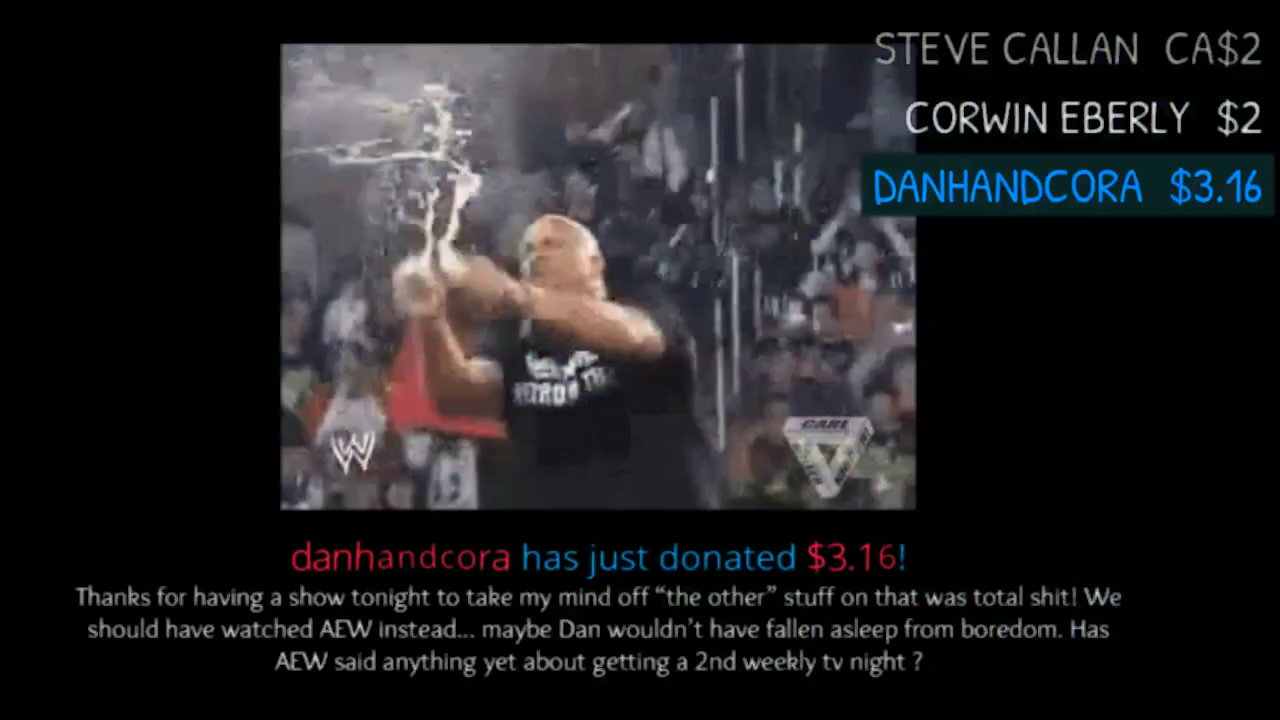 STEVE CALLAN CA$2
CORWIN EBERLY $2
DANHANDCORA $3.16
W
CARL
danhandcora has just donated $3.16!
Thanks for having a show tonight to take my mind off “the other” stuff on that was total shit! We
should have watched AEW instead... maybe Dan wouldn't have fallen asleep from boredom. Has
AEW said anything yet about getting a 2nd weekly tv night ?